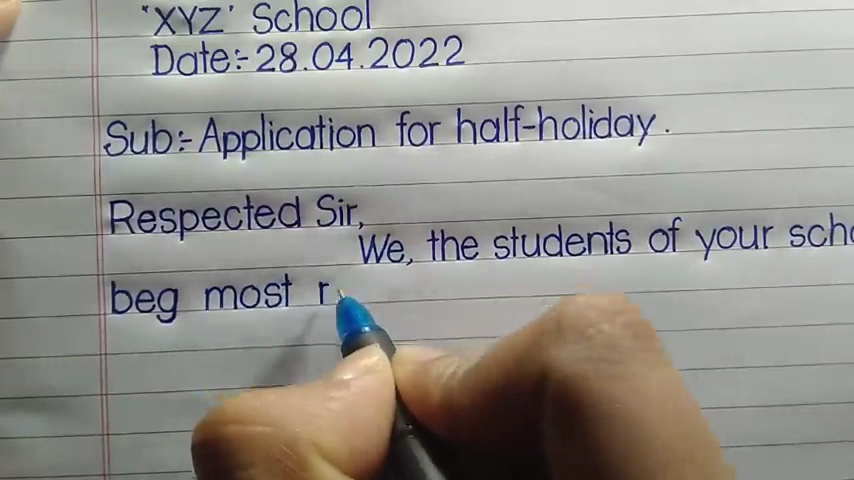 'XYZ' School
Date:-28.04.2022
Sub:-Application for half-holiday.
Respected Sir,
We, the students of your scho
beg most r